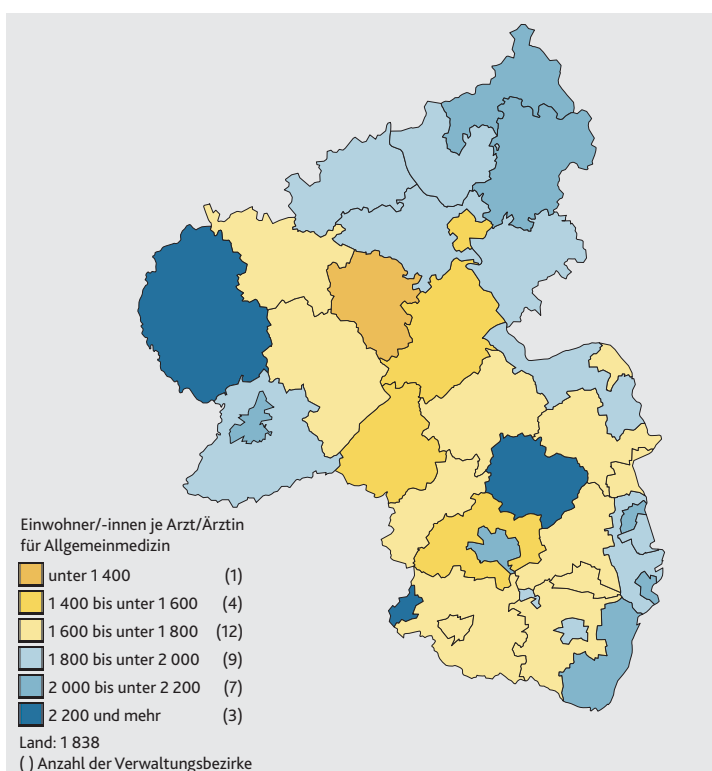 Einwohner/-innen je Arzt/Ärztin
für Allgemeinmedizin
unter 1 400 (1)
1 400 bis unter 1 600 (4)
1 600 bis unter 1 800 (12)
1 800 bis unter 2 000 (9)
2 000 bis unter 2 200 (7)
2 200 und mehr (3)
Land: 1 838
( ) Anzahl der Verwaltungsbezirke